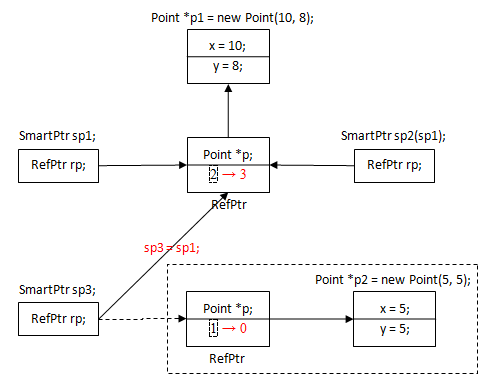 Point *p1 = new Point(10, 8);
x = 10;
y = 8;
SmartPtr sp1;
SmartPtr sp2(sp1);
RefPtr rp;
Point *p;
2 → 3
RefPtr rp;
RefPtr
sp3 = sp1;
SmartPtr sp3;
Point *p2 = new Point(5, 5);
RefPtr rp;
Point *p;
1 → 0
x = 5;
y = 5;
RefPtr